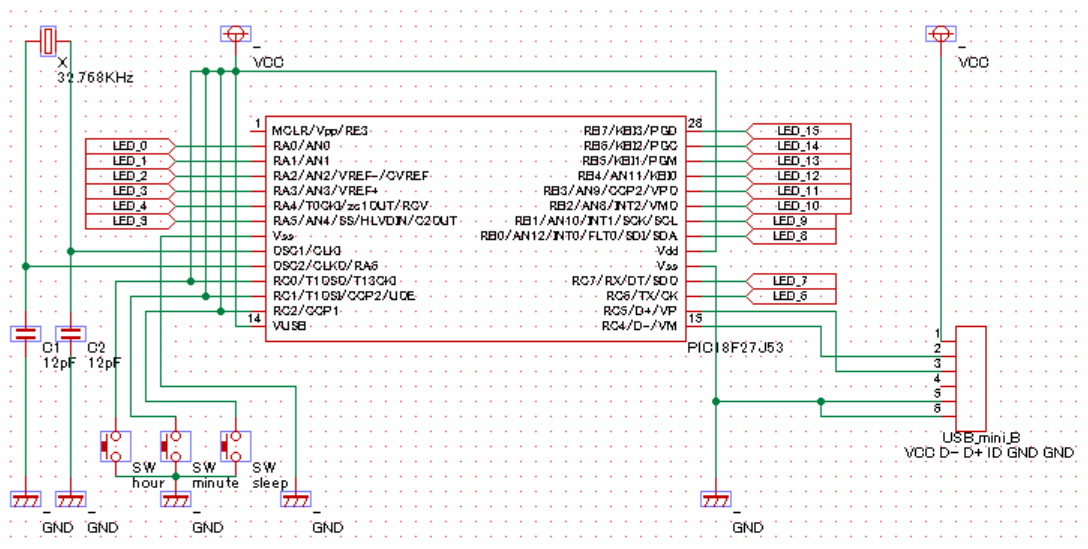 X
32.768KHz
VCC
VCC
1
28
MCLR/Vpp/RE3
RB7/KBI3/PGD
LED_15
LED_0
RA0/AN0
RB6/KBI2/PGC
LED_14
LED_1
RA1/AN1
RB5/KBI1/PGM
LED_13
LED_2
RA2/AN2/VREF-/CVREF
RB4/AN11/KBI0
LED_12
LED_3
RA3/AN3/VREF+
RB3/AN9/CCP2/VPO
LED_11
LED_4
RA4/T0CKI/zc1OUT/RCV
RB2/AN8/INT2/VMO
LED_10
LED_5
RA5/AN4/SS/HLVDIN/C2OUT
RB1/AN10/INT1/SCK/SCL
LED_9
Vss
RB0/AN12/INT0/FLT0/SDI/SDA
LED_8
OSC1/CLKI
Vdd
OSC2/CLKO/RA6
Vss
RC0/T1OSO/T13CKI
RC7/RX/DT/SDO
LED_7
RC1/T1OSI/CCP2/UOE
RC6/TX/CK
LED_6
RC2/CCP1
RC5/D+/VP
14
VUSB
RC4/D-/VM
15
PIC18F27J53
C1
12pF
C2
12pF
1
2
3
4
5
6
USB_mini_B
VCC D- D+ ID GND GND
SW
hour
SW
minute
SW
sleep
GND
GND
GND
GND
GND